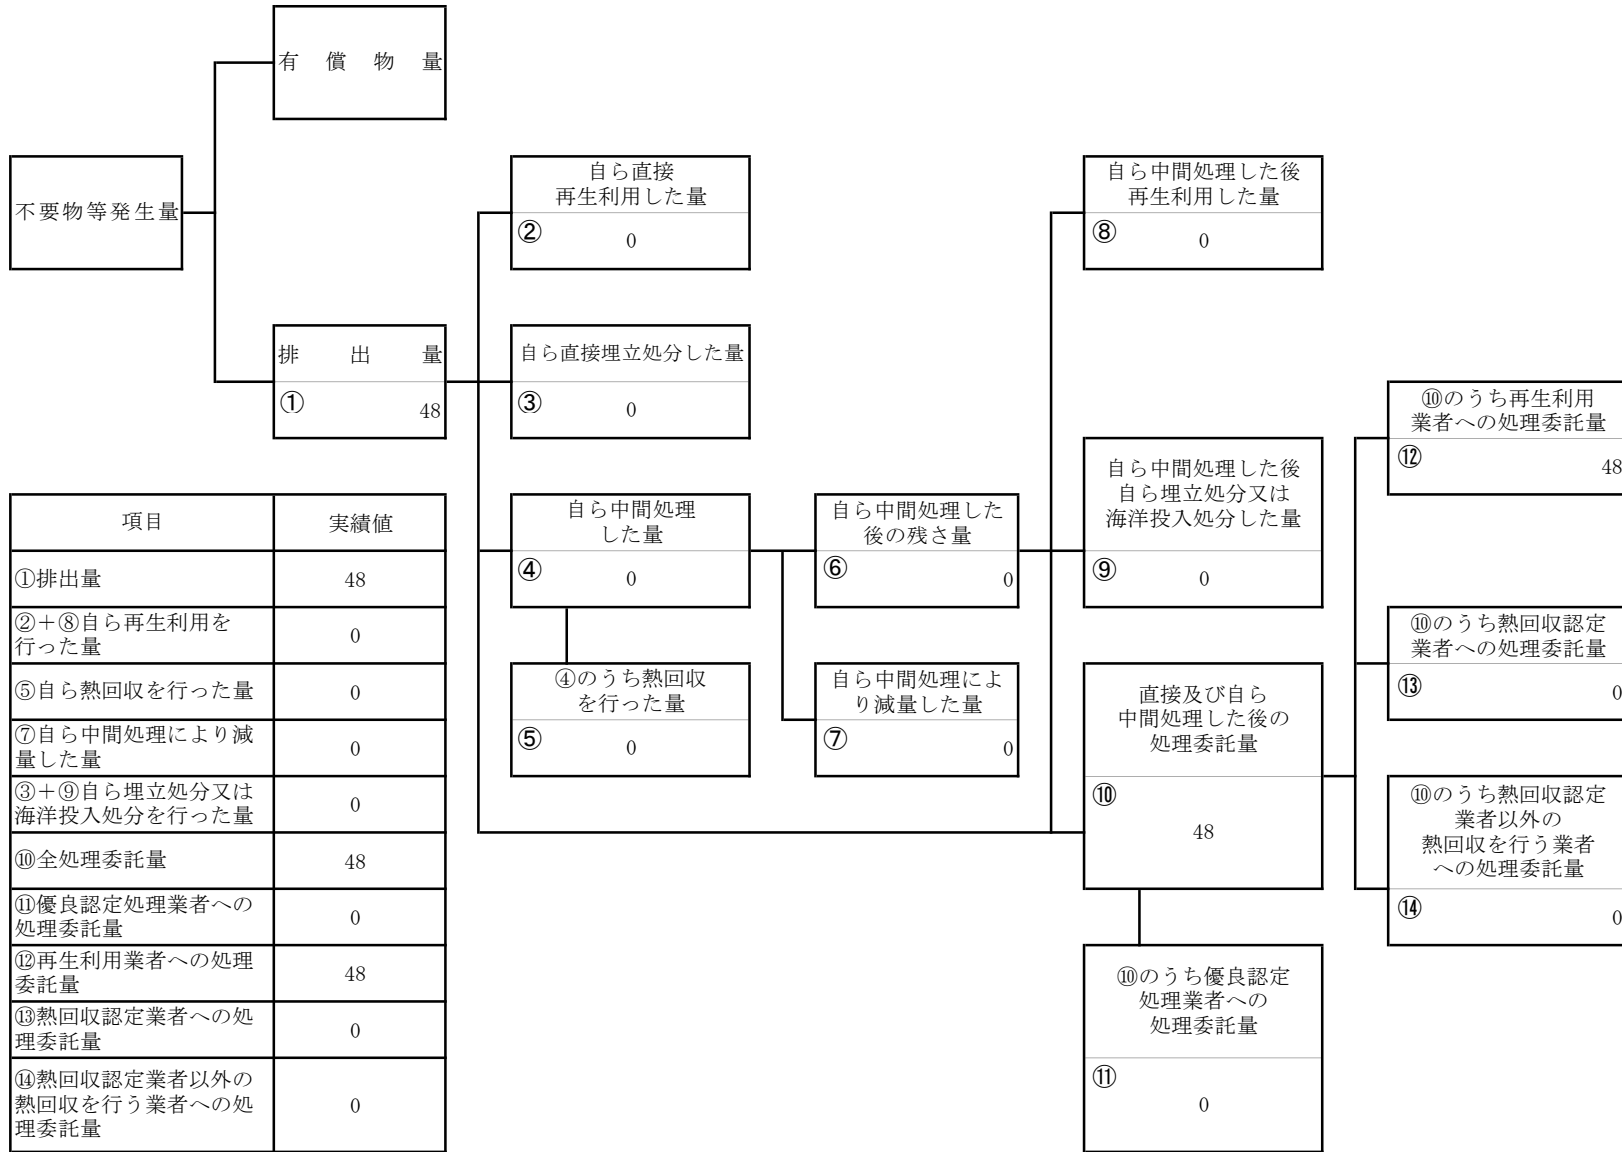 有償物量
不要物等発生量
排出量
①
48
自ら直接
再生利用した量
②
0
自ら直接埋立処分した量
③
0
自ら中間処理
した量
④
0
④のうち熱回収
を行った量
⑤
0
自ら中間処理した
後の残さ量
⑥
0
自ら中間処理によ
り減量した量
⑦
0
自ら中間処理した後
再生利用した量
⑧
0
自ら中間処理した後
自ら埋立処分又は
海洋投入処分した量
⑨
0
直接及び自ら
中間処理した後の
処理委託量
⑩
48
⑩のうち優良認定
処理業者への
処理委託量
⑪
0
⑩のうち再生利用
業者への処理委託量
⑫
48
⑩のうち熱回収認定
業者への処理委託量
⑬
0
⑩のうち熱回収認定
業者以外の
熱回収を行う業者
への処理委託量
⑭
0
項目 実績値
①排出量 48
②＋⑧自ら再生利用を
行った量 0
⑤自ら熱回収を行った量 0
⑦自ら中間処理により減
量した量 0
③＋⑨自ら埋立処分又は
海洋投入処分を行った量 0
⑩全処理委託量 48
⑪優良認定処理業者への
処理委託量 0
⑫再生利用業者への処理
委託量 48
⑬熱回収認定業者への処
理委託量 0
⑭熱回収認定業者以外の
熱回収を行う業者への処
理委託量 0